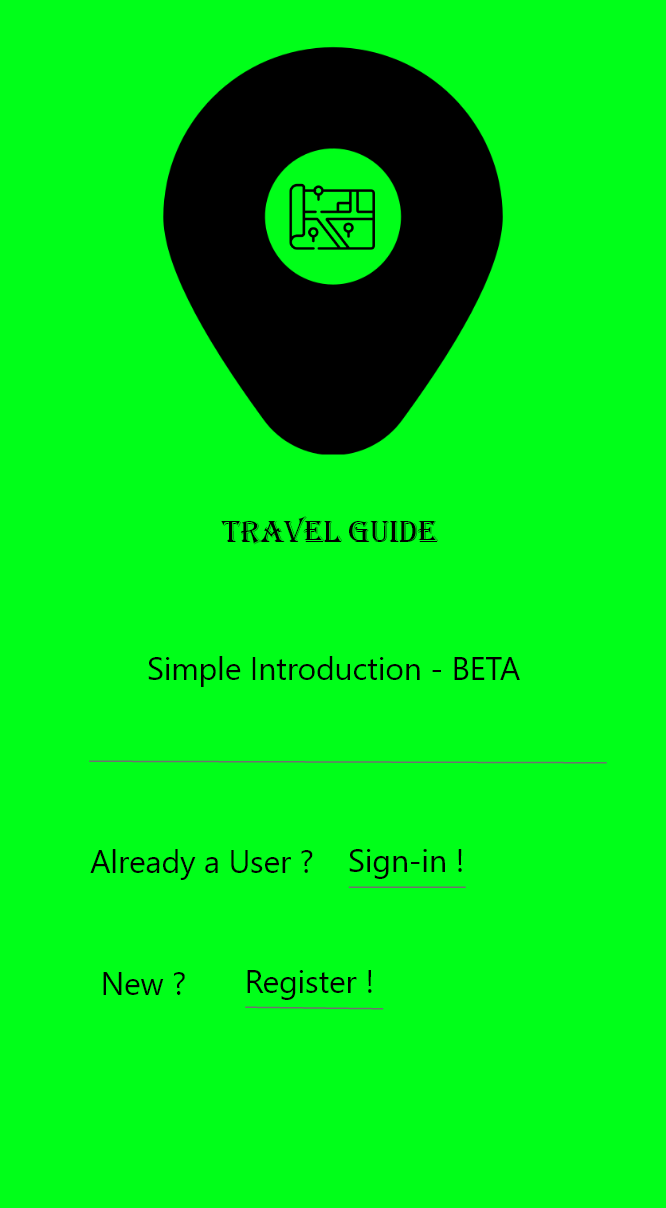 TRAVEL GUIDE
Simple Introduction - BETA
Already a User ? Sign-in !
New ? Register !